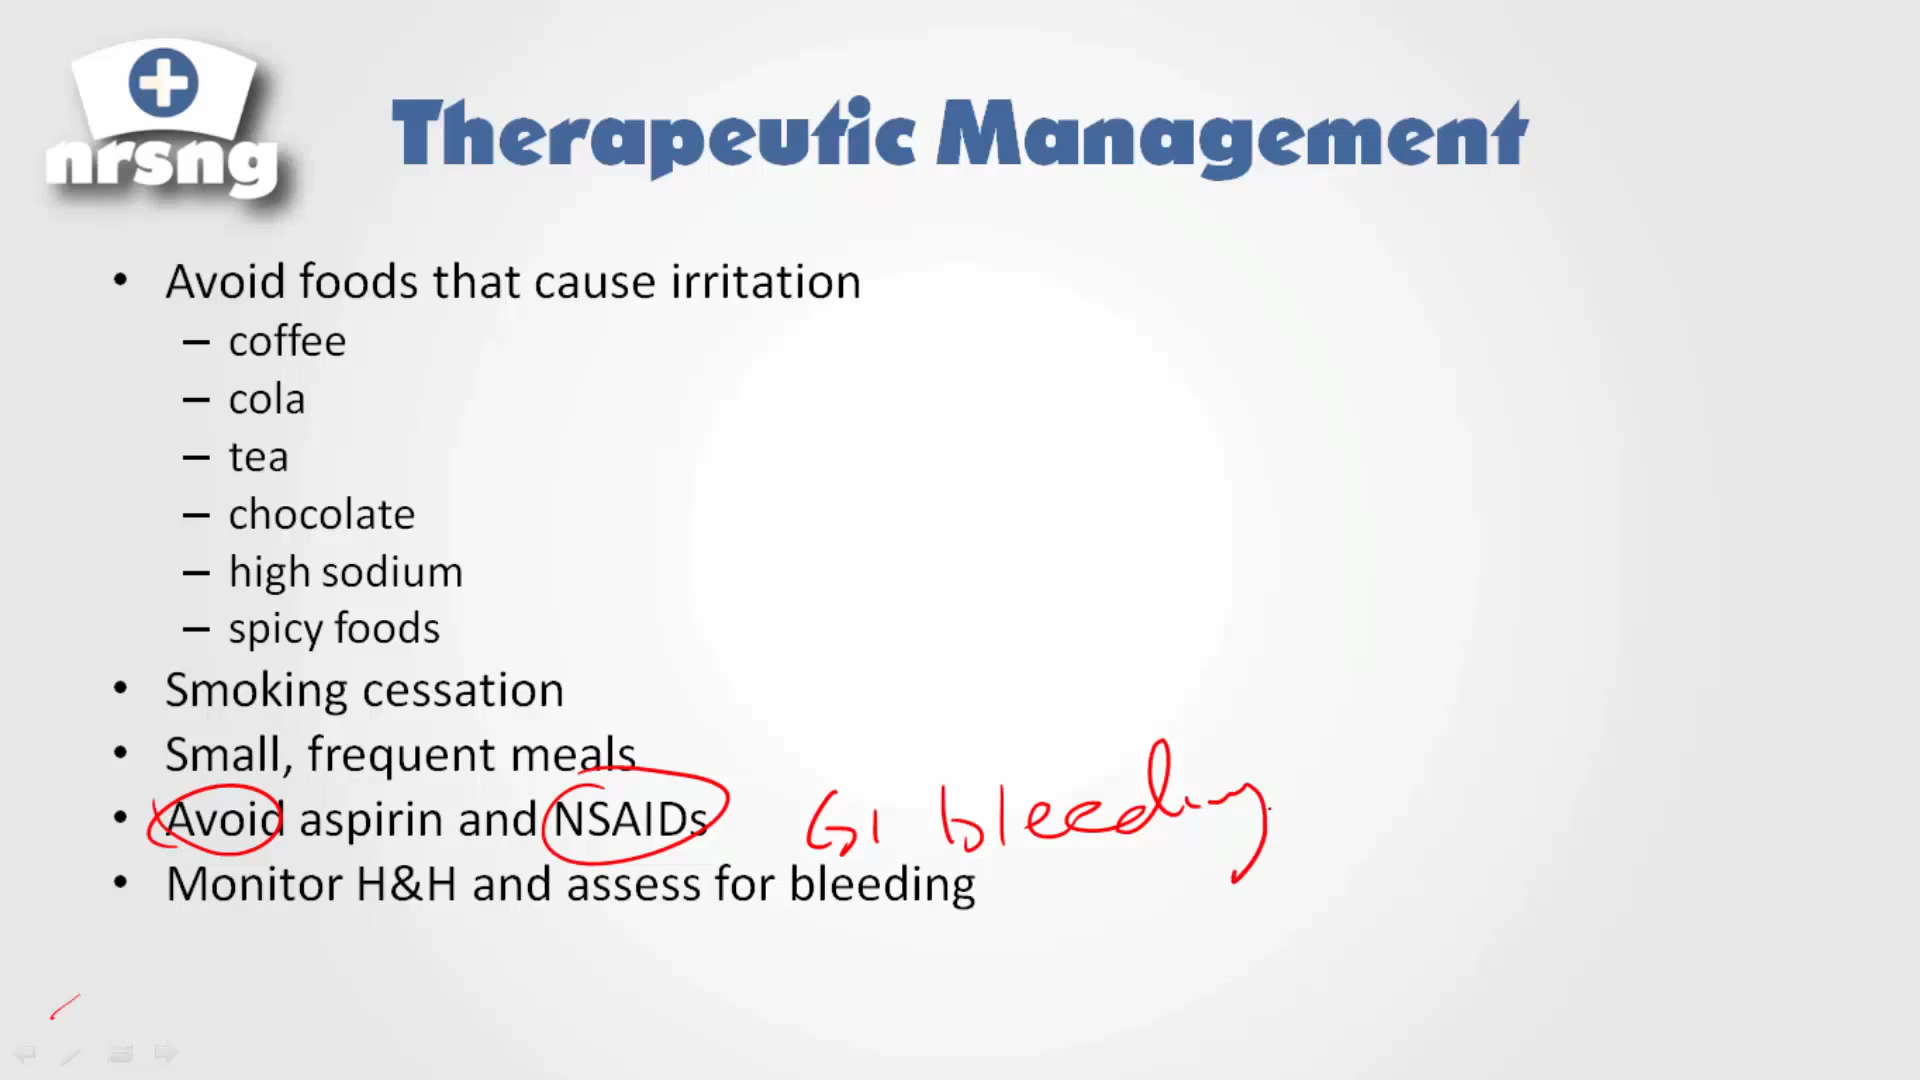 nrsng
Therapeutic Management
• Avoid foods that cause irritation
– coffee
– cola
– tea
– chocolate
– high sodium
– spicy foods
• Smoking cessation
• Small, frequent meals
• Avoid aspirin and NSAIDs GI bleeding
• Monitor H&H and assess for bleeding